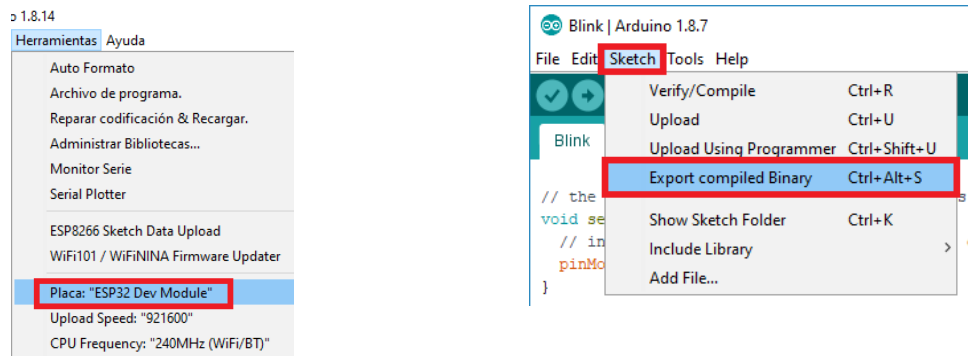 o 1.8.14
Herramientas Ayuda
Auto Formato
Archivo de programa.
Reparar codificación & Recargar.
Administrar Bibliotecas...
Monitor Serie
Serial Plotter
ESP8266 Sketch Data Upload
WiFi101 / WiFiNINA Firmware Updater
Placa: "ESP32 Dev Module"
Upload Speed: "921600"
CPU Frequency: "240MHz (WiFi/BT)"
Blink | Arduino 1.8.7
File Edit Sketch Tools Help
Verify/Compile Ctrl+R
Upload Ctrl+U
Blink
Upload Using Programmer Ctrl+Shift+U
Export compiled Binary Ctrl+Alt+S
// the
s
void se
Show Sketch Folder Ctrl+K
// in
Include Library
pinMo
Add File...
}